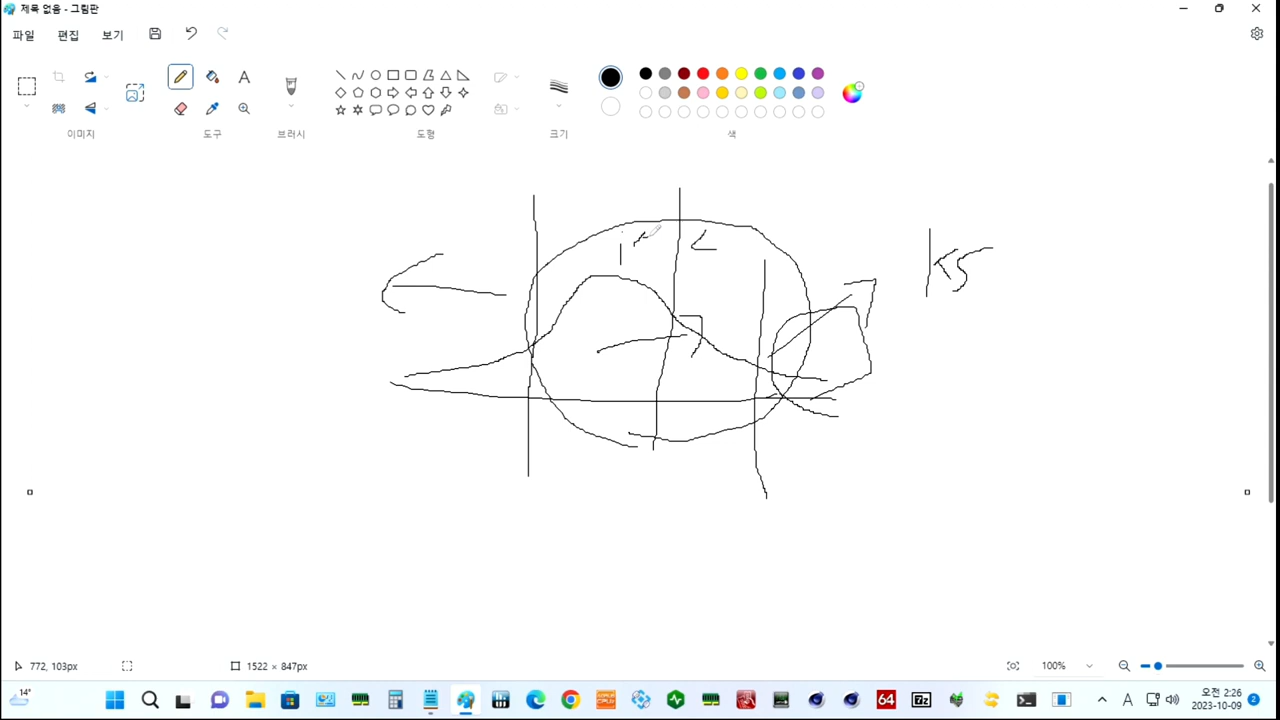 제목 없음 - 그림판
파일 편집 보기
A
이미지 도구 브러시 도형 크기 색
KS
772, 103px 1522 × 847px 100%
14° 64 7z A 오전 2:26
2023-10-09 2